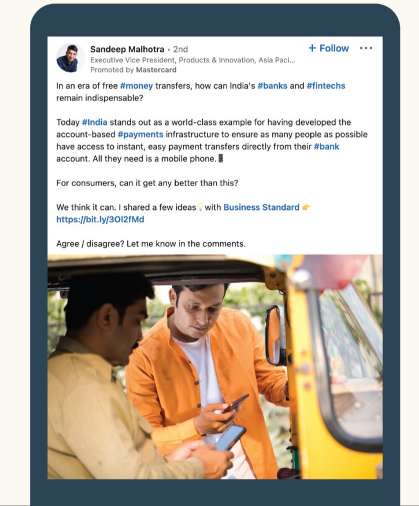 Sandeep Malhotra • 2nd
+ Follow
Executive Vice President, Products & Innovation, Asia Paci...
Promoted by Mastercard
In an era of free #money transfers, how can India's #banks and #fintechs
remain indispensable?
Today #India stands out as a world-class example for having developed the
account-based #payments infrastructure to ensure as many people as possible
have access to instant, easy payment transfers directly from their #bank
account. All they need is a mobile phone.📱
For consumers, can it get any better than this?
We think it can. I shared a few ideas💡with Business Standard 👉
https://bit.ly/3OI2fMd
Agree / disagree? Let me know in the comments.